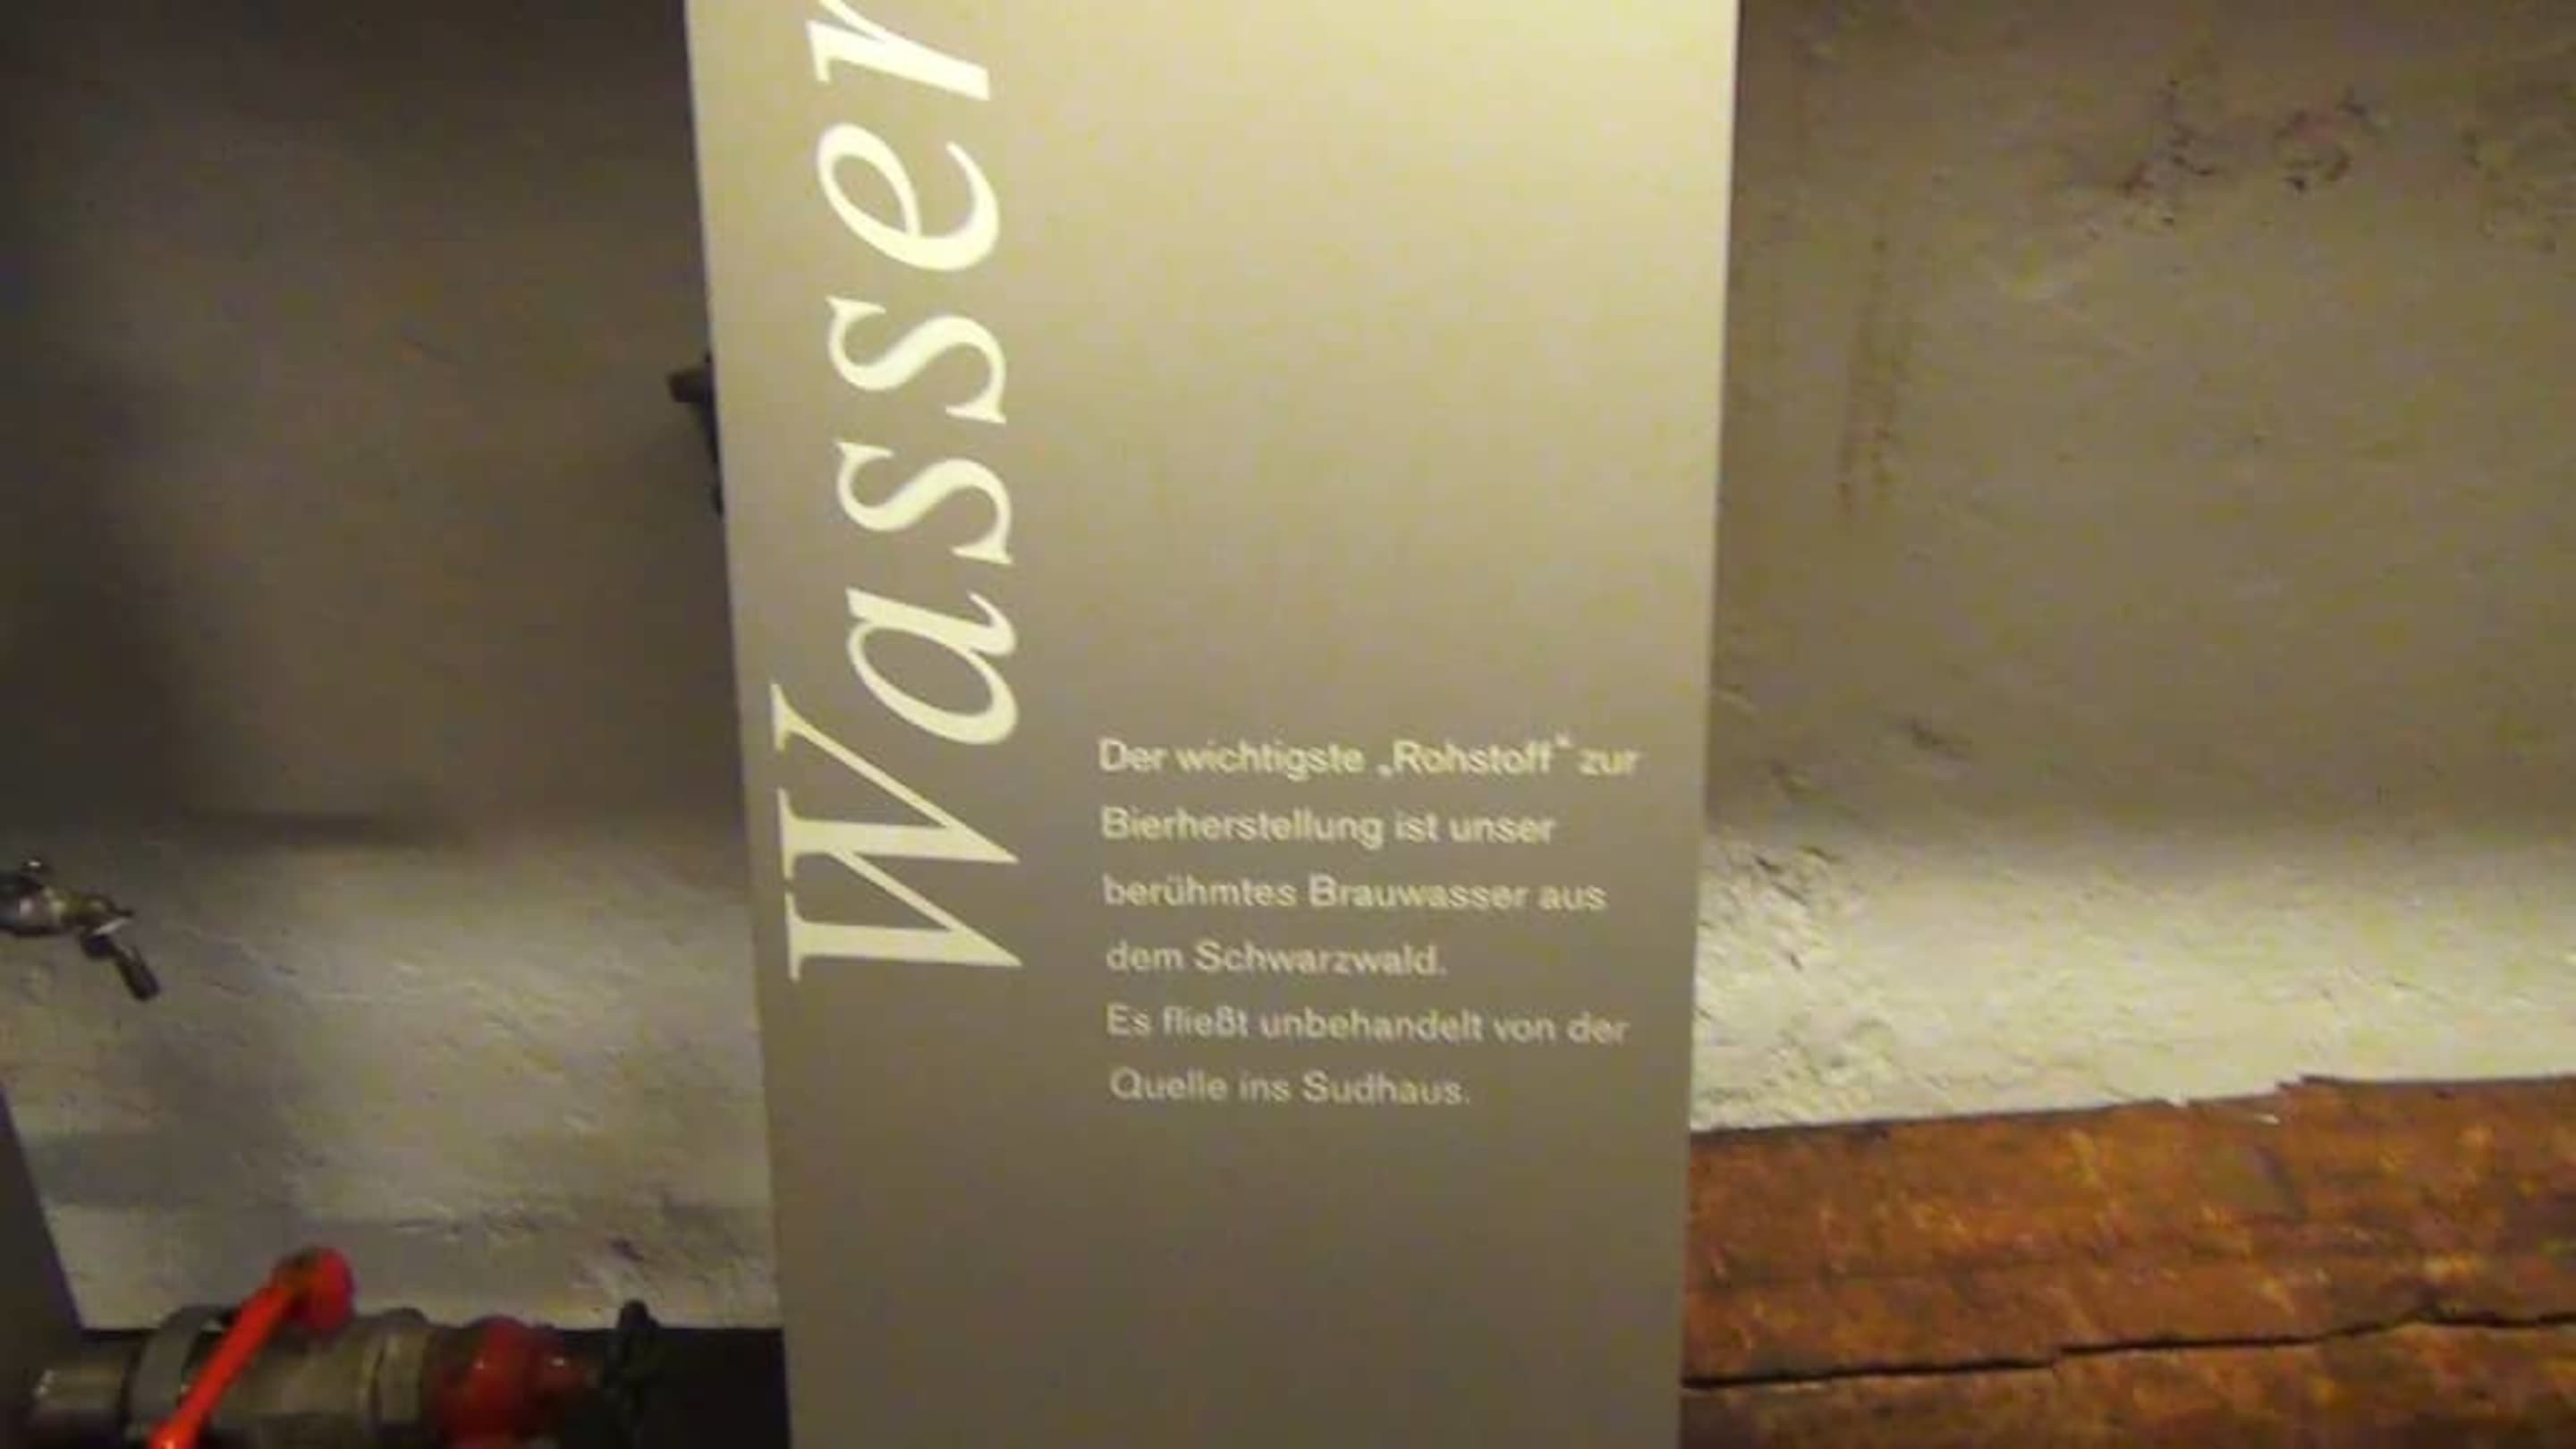 Wasser
Der wichtigste „Rohstoff“ zur
Bierherstellung ist unser
berühmtes Brauwasser aus
dem Schwarzwald.
Es fließt unbehandelt von der
Quelle ins Sudhaus.